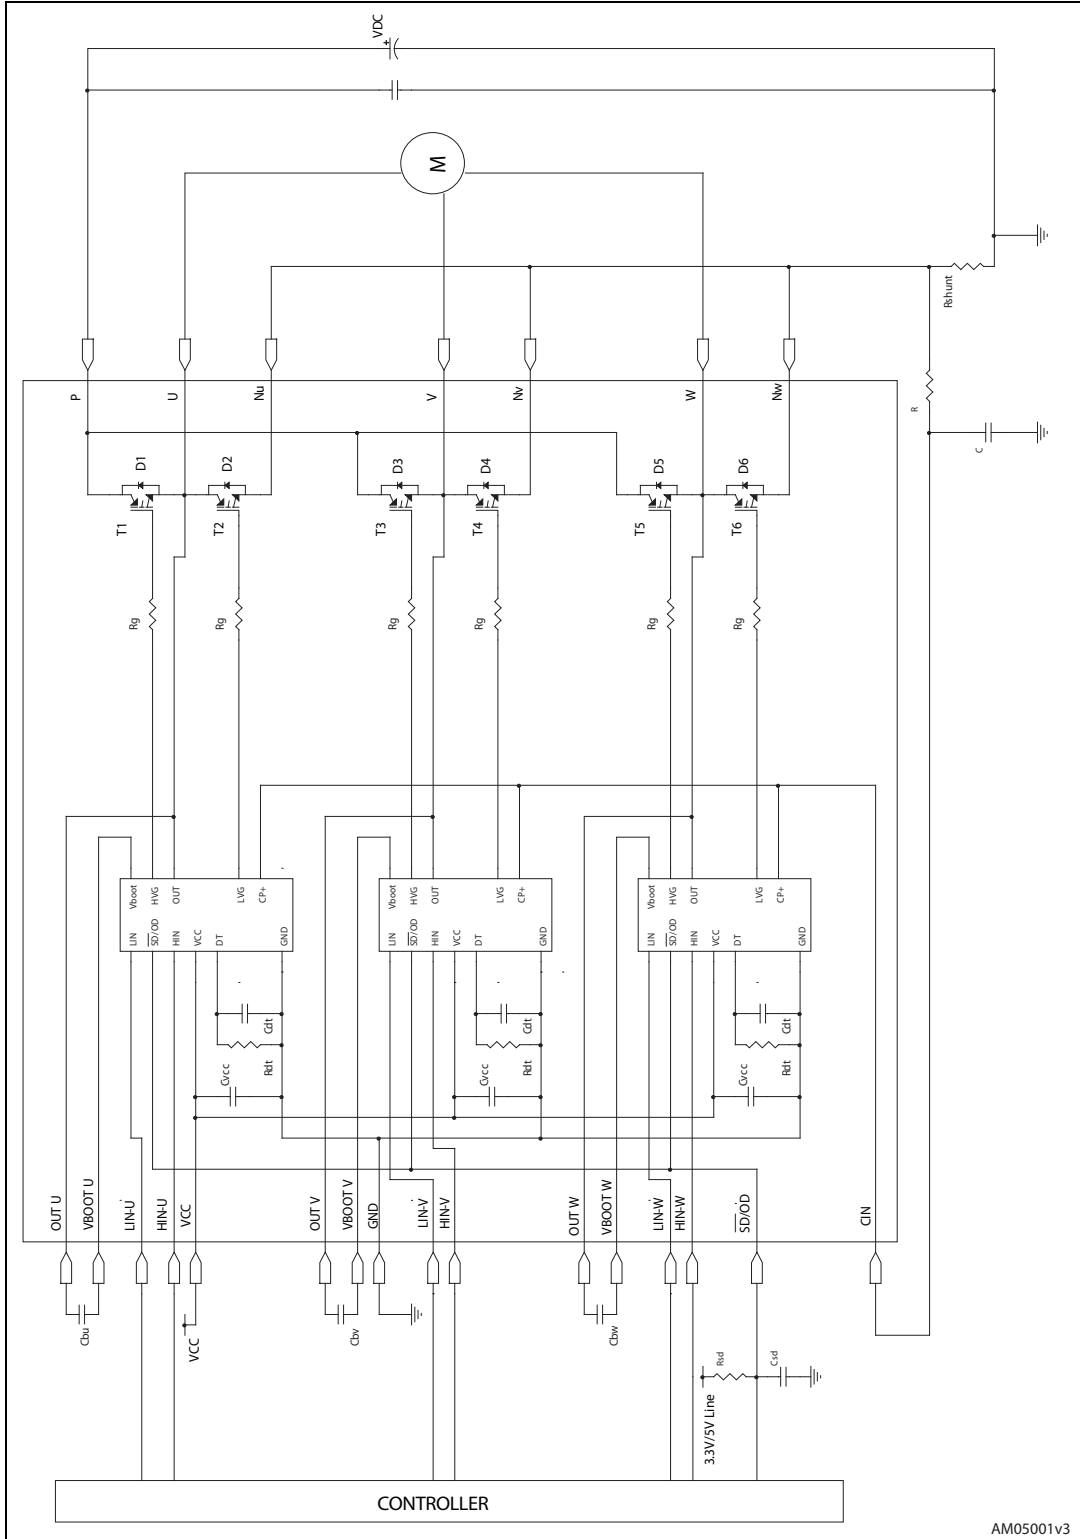 VDC
+
M
Rshunt
P
U
Nu
V
Nv
W
Nw
R
C
D1
D2
D3
D4
D5
D6
T1
T2
T3
T4
T5
T6
Rg
Rg
Rg
Rg
Rg
Rg
Vboot
HVG
OUT
LVG
CP+
LIN
SD/OD
HIN
VCC
DT
GND
Vboot
HVG
OUT
LVG
CP+
LIN
SD/OD
HIN
VCC
DT
GND
Vboot
HVG
OUT
LVG
CP+
LIN
SD/OD
HIN
VCC
DT
GND
Cdt
Rdt
Cvcc
Cdt
Rdt
Cvcc
Cdt
Rdt
Cvcc
OUT U
VBOOT U
LIN-U
HIN-U
VCC
OUT V
VBOOT V
GND
LIN-V
HIN-V
OUT W
VBOOT W
LIN-W
HIN-W
SD/OD
CIN
Cbu
VCC
Cbv
Cbw
Rsd
Csd
3.3V/5V Line
CONTROLLER
AM05001v3